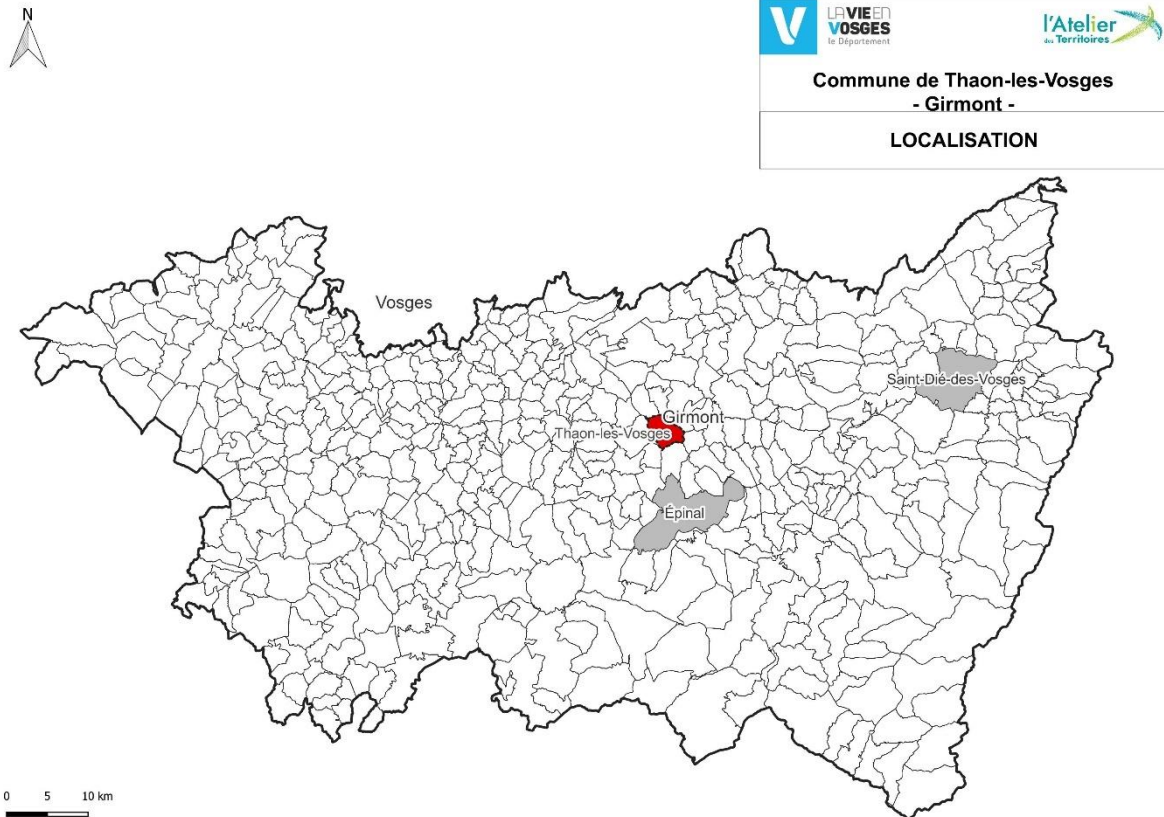 N
V
LA VIE EN
VOSGES
le Département
l'Atelier
des Territoires
Commune de Thaon-les-Vosges
- Girmont -
LOCALISATION
Vosges
Saint-Dié-des-Vosges
Girmont
Thaon-les-Vosges
Épinal
0 5 10 km